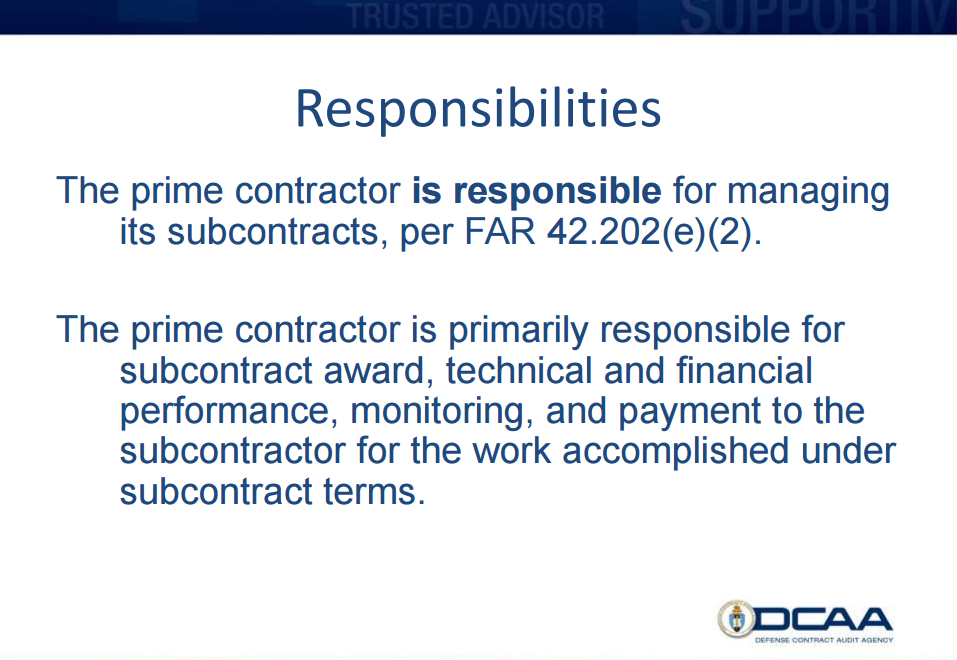 TRUSTED ADVISOR
SUPPORTIV
Responsibilities
The prime contractor is responsible for managing
its subcontracts, per FAR 42.202(e)(2).
The prime contractor is primarily responsible for
subcontract award, technical and financial
performance, monitoring, and payment to the
subcontractor for the work accomplished under
subcontract terms.
DCAA
DEFENSE CONTRACT AUDIT AGENCY